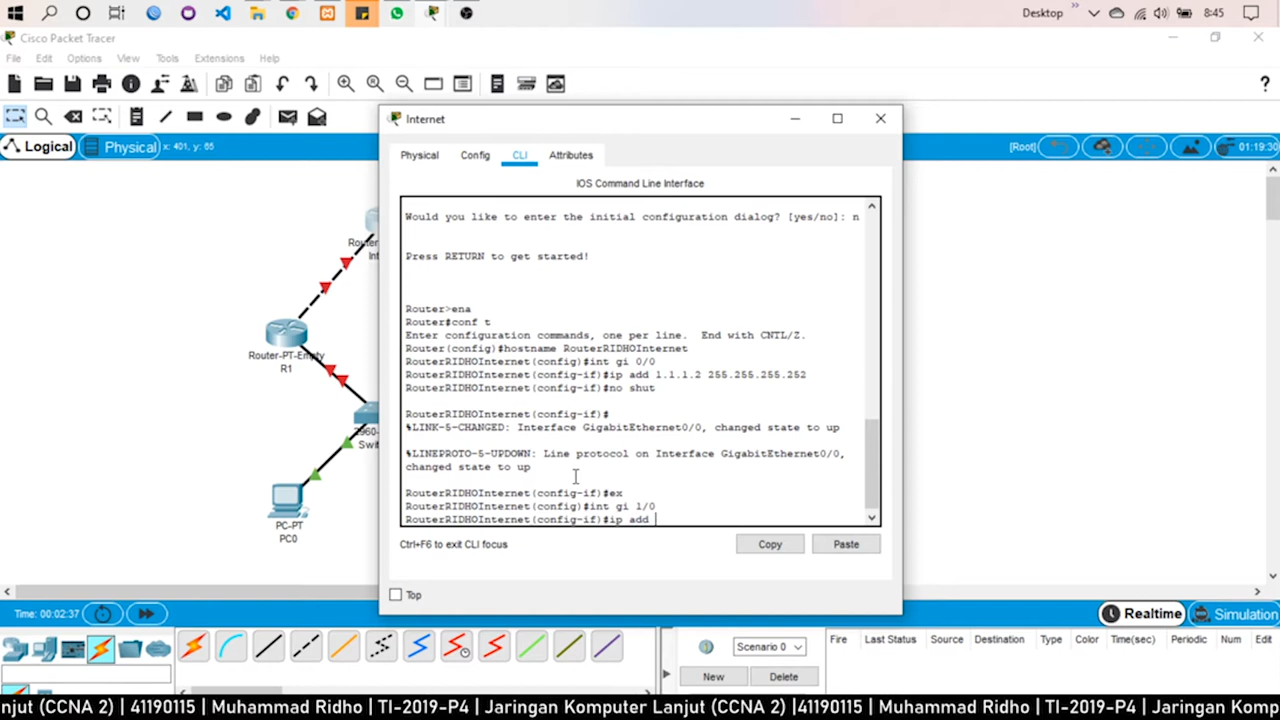 Desktop
8:45
Cisco Packet Tracer
File Edit Options View Tools Extensions Help
Logical
Physical
x: 401, y: 85
[Root]
01:19:30
Internet
Physical Config CLI Attributes
IOS Command Line Interface
Would you like to enter the initial configuration dialog? [yes/no]: n
Press RETURN to get started!
Router>ena
Router#conf t
Enter configuration commands, one per line. End with CNTL/Z.
Router(config)#hostname RouterRIDHOInternet
RouterRIDHOInternet(config)#int gi 0/0
RouterRIDHOInternet(config-if)#ip add 1.1.1.2 255.255.255.252
RouterRIDHOInternet(config-if)#no shut
RouterRIDHOInternet(config-if)#
%LINK-5-CHANGED: Interface GigabitEthernet0/0, changed state to up
%LINEPROTO-5-UPDOWN: Line protocol on Interface GigabitEthernet0/0,
changed state to up
RouterRIDHOInternet(config-if)#ex
RouterRIDHOInternet(config)#int gi 1/0
RouterRIDHOInternet(config-if)#ip add
Ctrl+F6 to exit CLI focus
Copy
Paste
Top
Router
Int
Router-PT-Empty
R1
2960-
Swit
PC-PT
PC0
Time: 00:02:37
Realtime
Simulation
Scenario 0
New
Delete
Fire Last Status Source Destination Type Color Time(sec) Periodic Num Edit
njut (CCNA 2) | 41190115 | Muhammad Ridho | TI-2019-P4 | Jaringan Komputer Lanjut (CCNA 2) |41190115 | Muhammad Ridho | TI-2019-P4 | Jaringan Komp